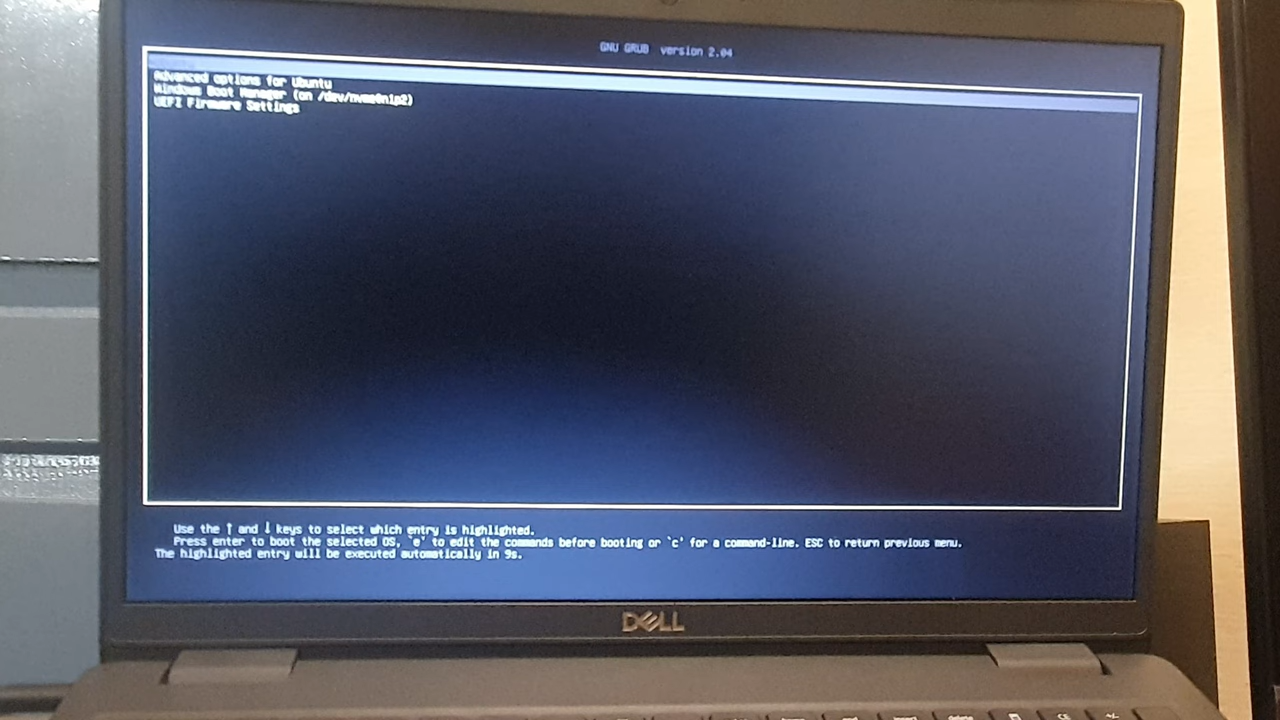 GNU GRUB version 2.04
Advanced options for Ubuntu
Windows Boot Manager (on /dev/nvme0n1p2)
UEFI Firmware Settings
Use the ↑ and ↓ keys to select which entry is highlighted.
Press enter to boot the selected OS, `e' to edit the commands before booting or `c' for a command-line. ESC to return previous menu.
The highlighted entry will be executed automatically in 9s.
DELL